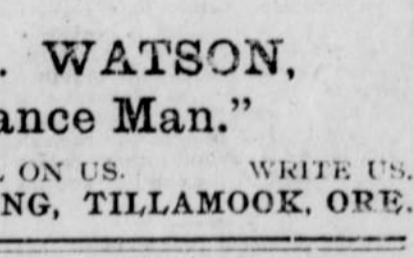 . WATSON,
ance Man."
ON US. WRITE US.
NG, TILLAMOOK, ORE.